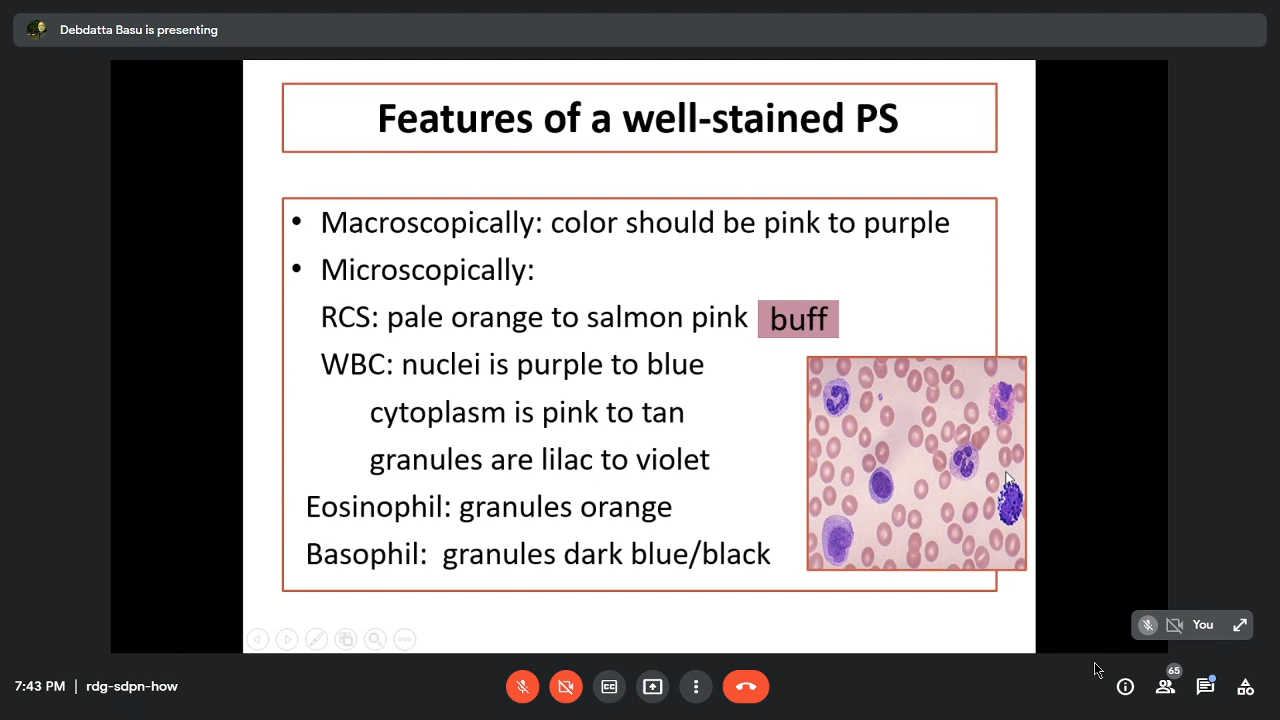 Debdatta Basu is presenting
Features of a well-stained PS
• Macroscopically: color should be pink to purple
• Microscopically:
RCS: pale orange to salmon pink buff
WBC: nuclei is purple to blue
cytoplasm is pink to tan
granules are lilac to violet
Eosinophil: granules orange
Basophil: granules dark blue/black
You
65
7:43 PM | rdg-sdpn-how